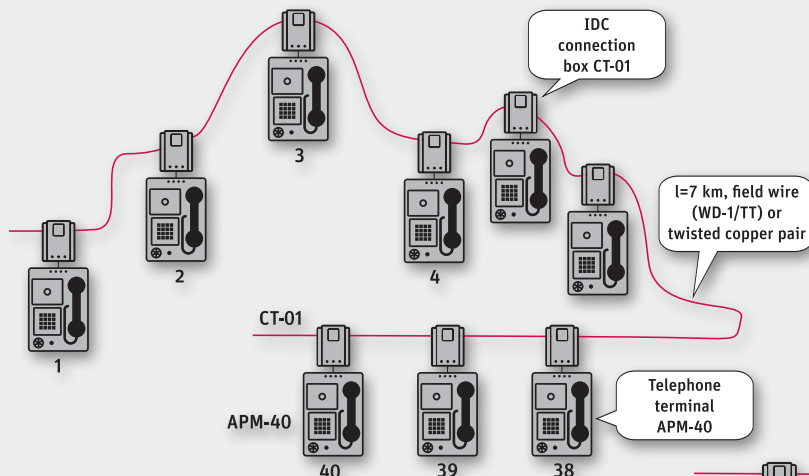 IDC
connection
box CT-01
3
2
4
1
l=7 km, field wire
(WD-1/TT) or
twisted copper pair
CT-01
APM-40
Telephone
terminal
APM-40
40
39
38